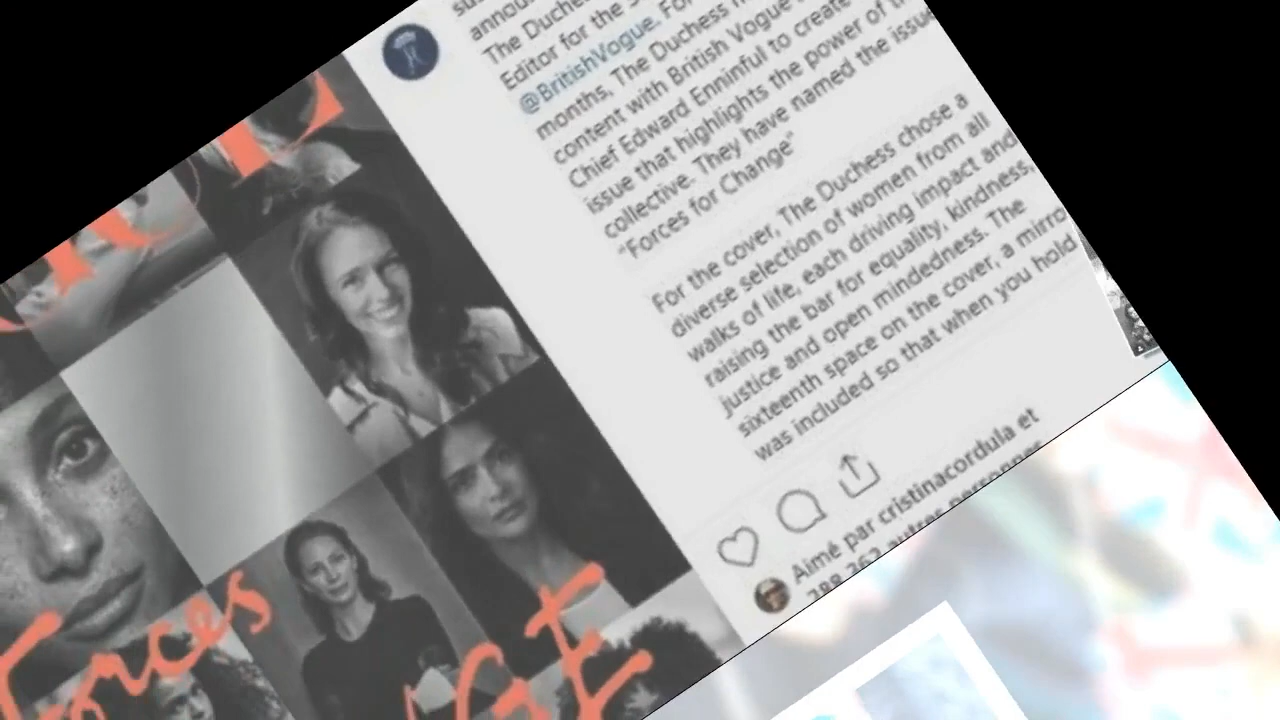 Forces
The Duchess
Editor for the S
@BritishVogue. For
months, The Duchess
content with British Vogue
Chief Edward Enninful to create
issue that highlights the power of
collective. They have named the issue
"Forces for Change"
For the cover, The Duchess chose a
diverse selection of women from all
walks of life, each driving impact and
raising the bar for equality, kindness,
justice and open mindedness. The
sixteenth space on the cover, a mirro
was included so that when you hold
Aimé par cristinacordula et
autres personnes